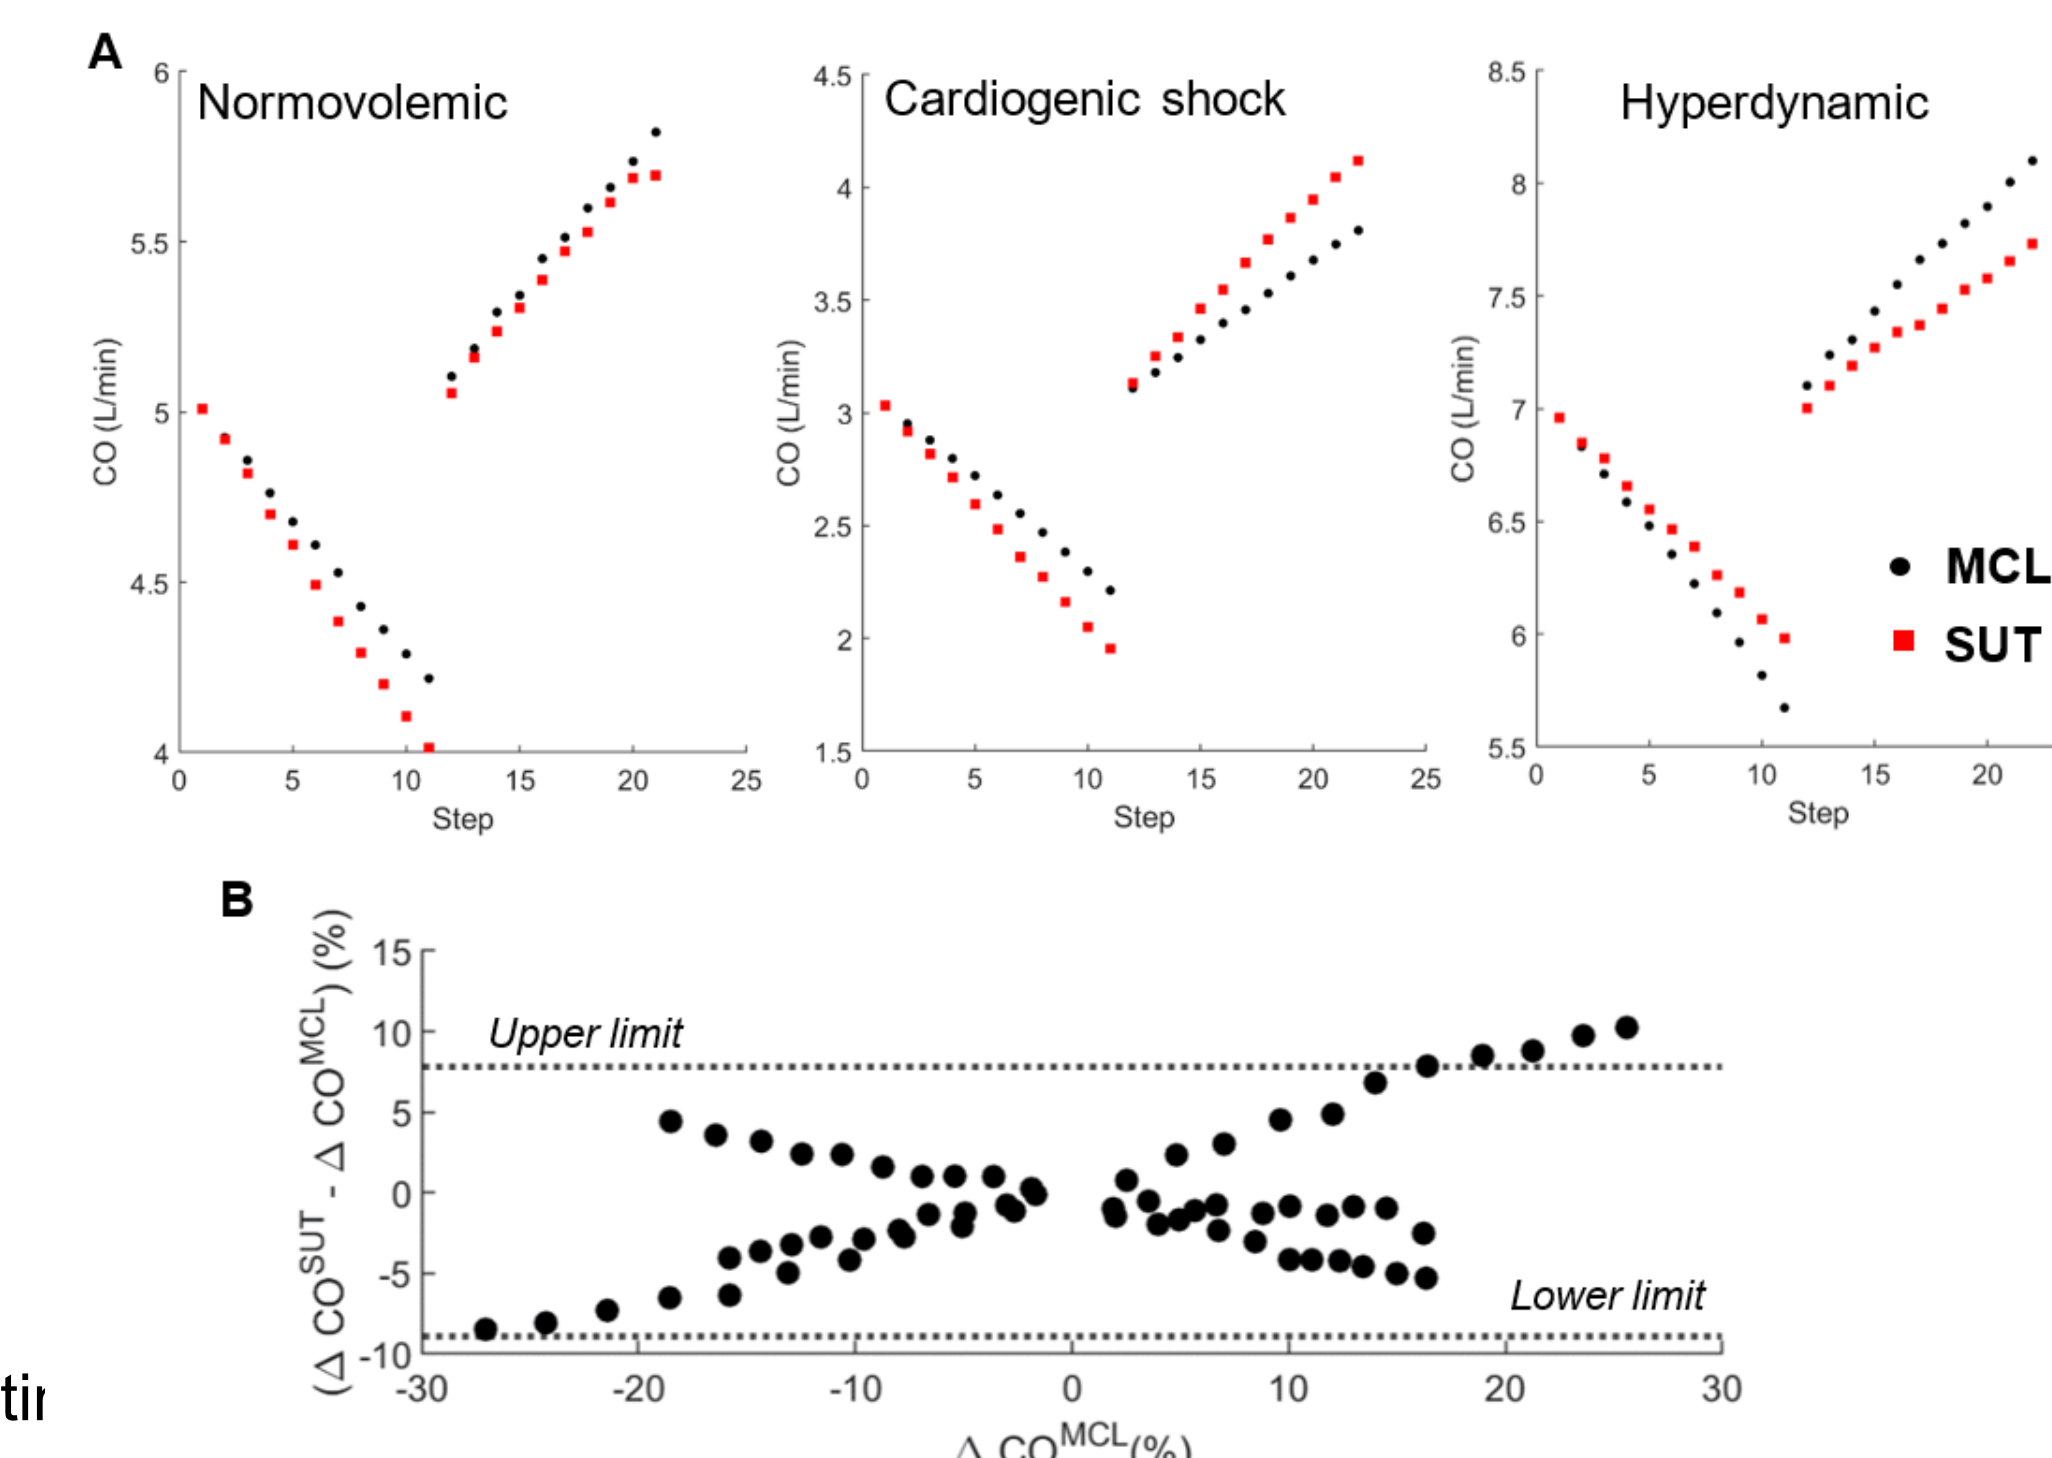 A
Normovolemic
CO (L/min)
6
5.5
5
4.5
4
0 5 10 15 20 25
Step
Cardiogenic shock
CO (L/min)
4.5
4
3.5
3
2.5
2
1.5
0 5 10 15 20 25
Step
Hyperdynamic
CO (L/min)
8.5
8
7.5
7
6.5
6
5.5
0 5 10 15 20
Step
MCL
SUT
B
(Δ CO^SUT - Δ CO^MCL) (%)
15
10
5
0
-5
-10
Upper limit
Lower limit
-30 -20 -10 0 10 20 30
Δ CO^MCL(%)